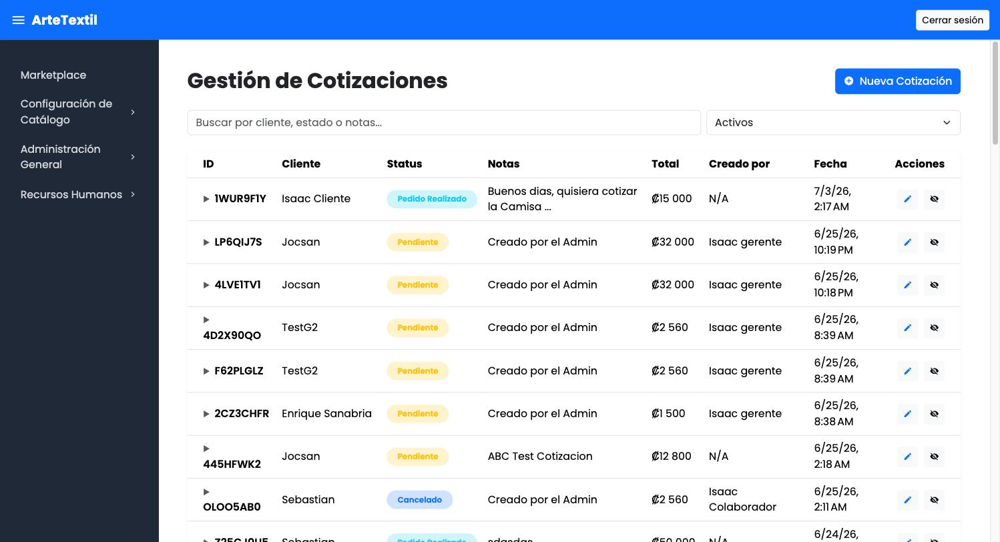 ArteTextil
Cerrar sesión
Marketplace
Configuración de
Catálogo
Administración
General
Recursos Humanos
Gestión de Cotizaciones
Nueva Cotización
Buscar por cliente, estado o notas...
Activos
ID Cliente Status Notas Total Creado por Fecha Acciones
1WUR9F1Y Isaac Cliente Pedido Realizado Buenos dias, quisiera cotizar la Camisa ... ₡15 000 N/A 7/3/26, 2:17 AM
LP6QIJ7S Jocsan Pendiente Creado por el Admin ₡32 000 Isaac gerente 6/25/26, 10:19 PM
4LVE1TV1 Jocsan Pendiente Creado por el Admin ₡32 000 Isaac gerente 6/25/26, 10:18 PM
4D2X90QO TestG2 Pendiente Creado por el Admin ₡2 560 Isaac gerente 6/25/26, 8:39 AM
F62PLGLZ TestG2 Pendiente Creado por el Admin ₡2 560 Isaac gerente 6/25/26, 8:39 AM
2CZ3CHFR Enrique Sanabria Pendiente Creado por el Admin ₡1 500 Isaac gerente 6/25/26, 8:38 AM
445HFWK2 Jocsan Pendiente ABC Test Cotizacion ₡12 800 N/A 6/25/26, 2:18 AM
OLOO5AB0 Sebastian Cancelado Creado por el Admin ₡2 560 Isaac Colaborador 6/25/26, 2:11 AM
Sebastian Pedido Realizado sdasdas ₡50 000 N/A 6/24/26,